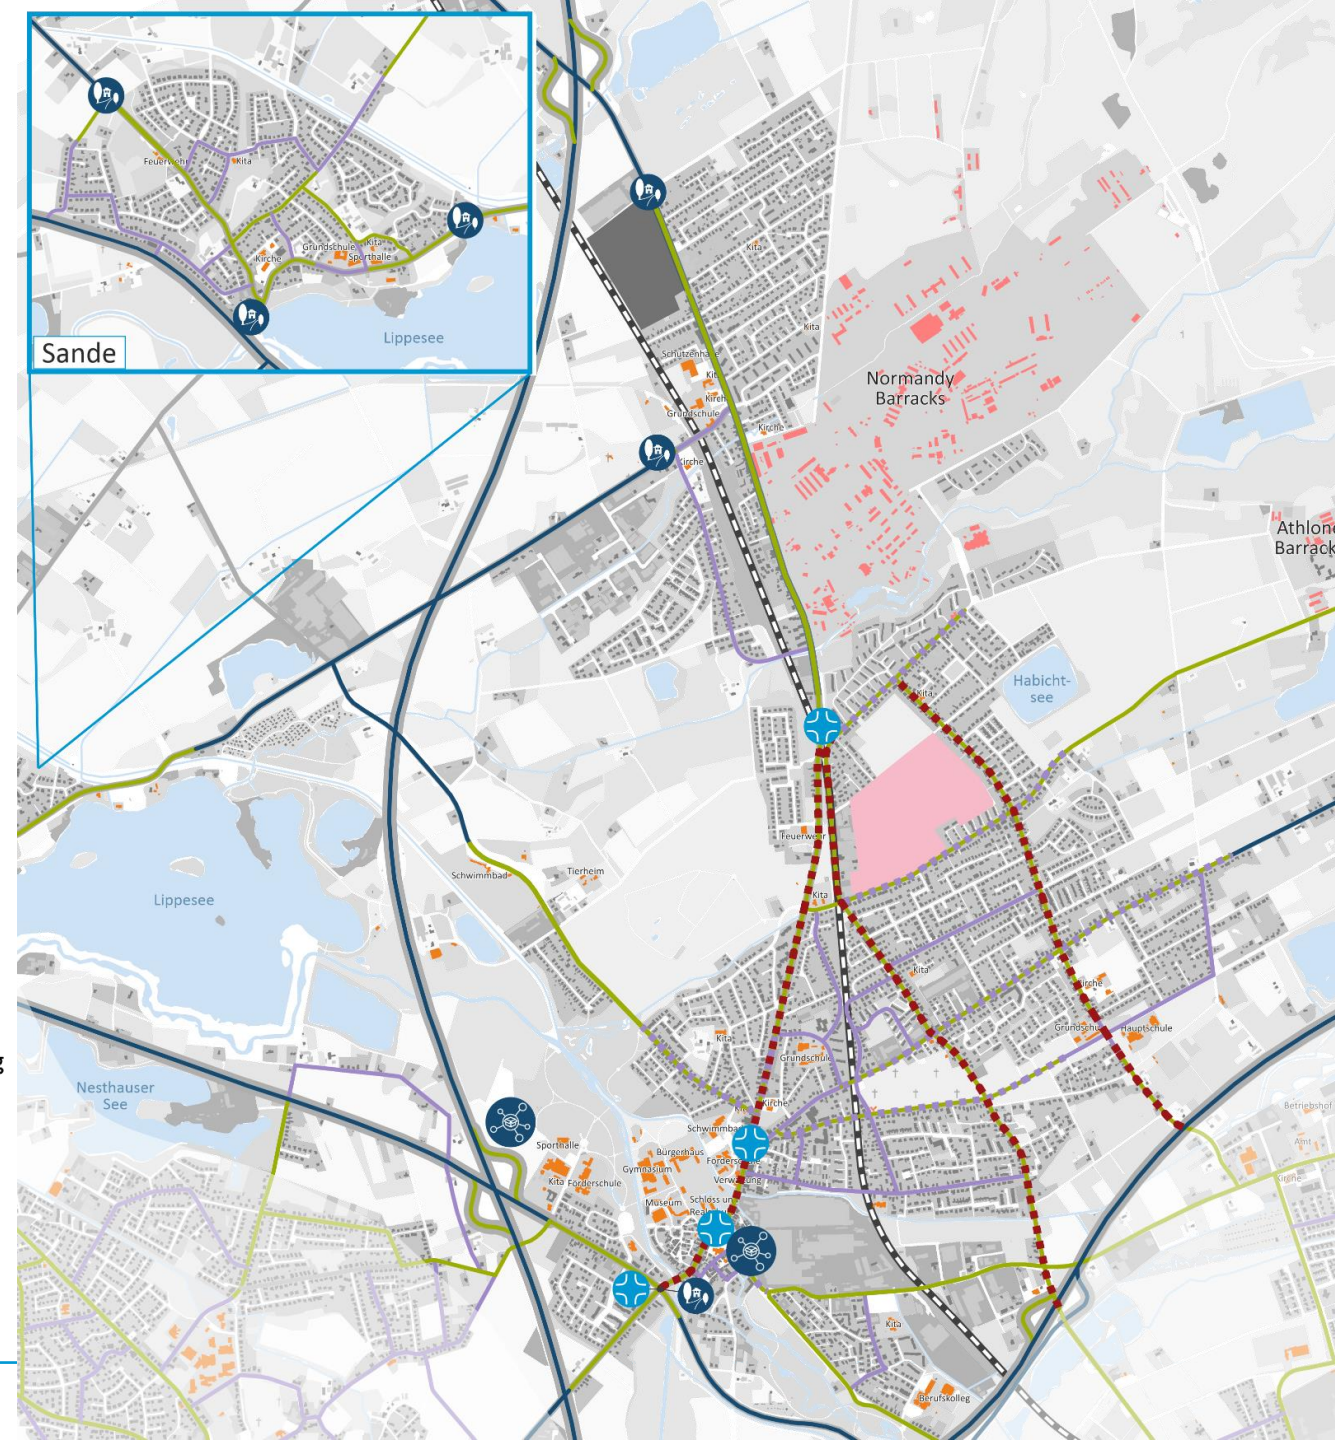 Feuerwehr
Kita
Kirche
Grundschule
Kita
Sporthalle
Lippesee
Sande
Kita
Kita
Schützenhalle
Kita
Kirche
Grundschule
Kirche
Kirche
Normandy
Barracks
Athlone
Barrack
Habicht-
see
Kita
Feuerwehr
Kita
Schwimmbad
Tierheim
Lippesee
Kita
Kirche
Grundschule
Hauptschule
Kita
Grundschule
Kirche
g
Nesthauser
See
Betriebshof
Amt
Kirche
Schwimmbad
Sporthalle
Bürgerhaus
Förderschule
Gymnasium
Verwaltung
Kita
Förderschule
Museum
Schloss und
Kita
Berufskolleg